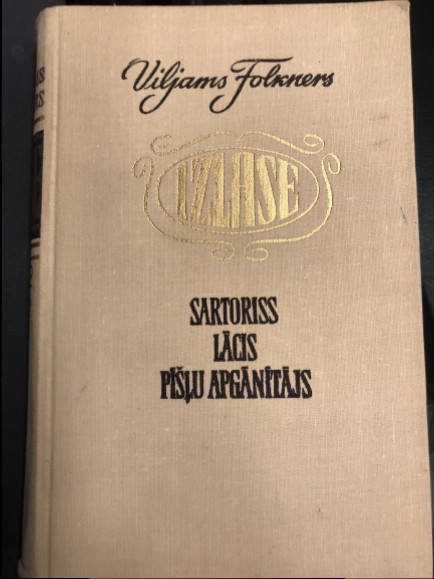 Viljams Folkners
IZLASE
SARTORISS
LĀCIS
PĪŠĻU APGĀNĪTĀJS